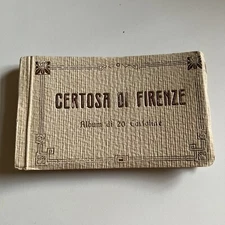 CERTOSA DI FIRENZE
Album di 20 Cartoline